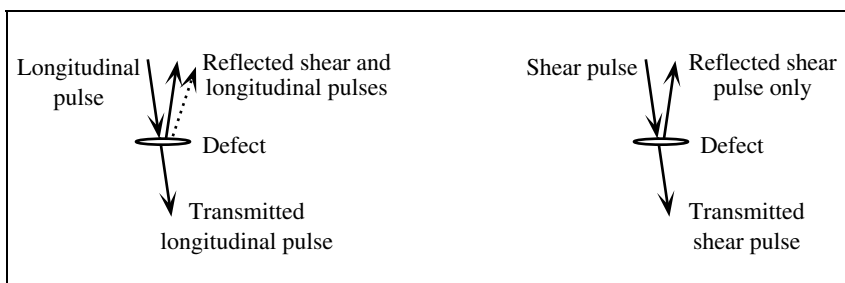 Longitudinal
pulse
Reflected shear and
longitudinal pulses
Defect
Transmitted
longitudinal pulse
Shear pulse
Reflected shear
pulse only
Defect
Transmitted
shear pulse